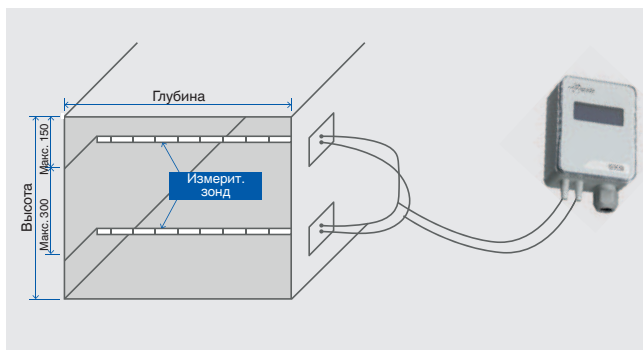 Глубина
Макс. 150
Измерит.
зонд
Высота
Макс. 300